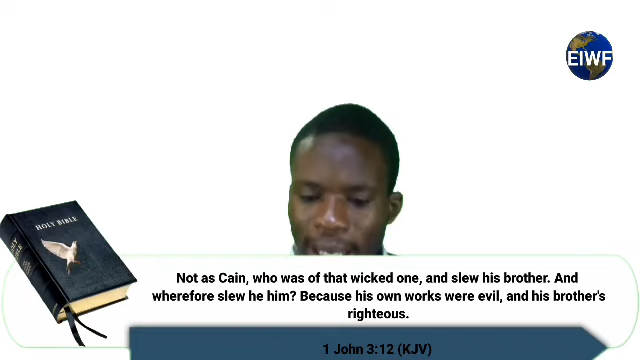 EIWF
HOLY BIBLE
Not as Cain, who was of that wicked one, and slew his brother. And
wherefore slew he him? Because his own works were evil, and his brother's
righteous.
1 John 3:12 (KJV)